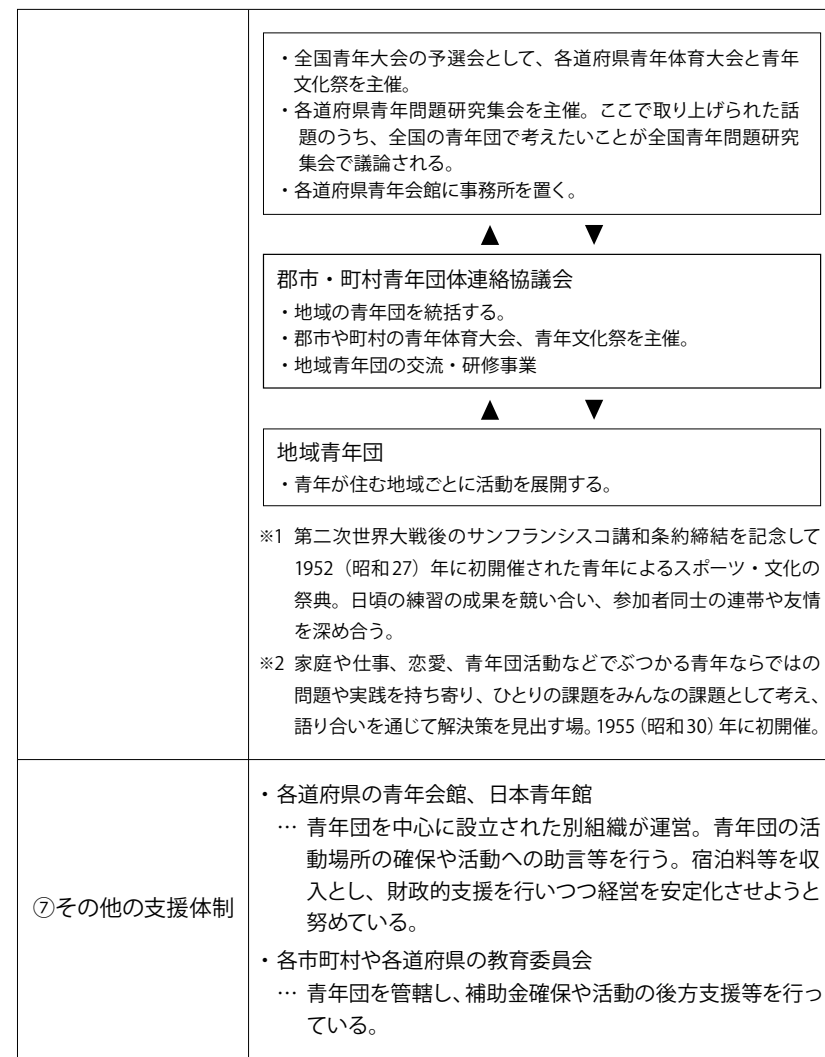 ・全国青年大会の予選会として、各道府県青年体育大会と青年
文化祭を主催。
・各道府県青年問題研究集会を主催。ここで取り上げられた話
題のうち、全国の青年団で考えたいことが全国青年問題研究
集会で議論される。
・各道府県青年会館に事務所を置く。
▲ ▼
郡市・町村青年団体連絡協議会
・地域の青年団を統括する。
・郡市や町村の青年体育大会、青年文化祭を主催。
・地域青年団の交流・研修事業
▲ ▼
地域青年団
・青年が住む地域ごとに活動を展開する。
※1 第二次世界大戦後のサンフランシスコ講和条約締結を記念して
1952（昭和27）年に初開催された青年によるスポーツ・文化の
祭典。日頃の練習の成果を競い合い、参加者同士の連帯や友情
を深め合う。
※2 家庭や仕事、恋愛、青年団活動などでぶつかる青年ならではの
問題や実践を持ち寄り、ひとりの課題をみんなの課題として考え、
語り合いを通じて解決策を見出す場。1955（昭和30）年に初開催。
⑦その他の支援体制
・各道府県の青年会館、日本青年館
… 青年団を中心に設立された別組織が運営。青年団の活
動場所の確保や活動への助言等を行う。宿泊料等を収
入とし、財政的支援を行いつつ経営を安定化させようと
努めている。
・各市町村や各道府県の教育委員会
… 青年団を管轄し、補助金確保や活動の後方支援等を行っ
ている。